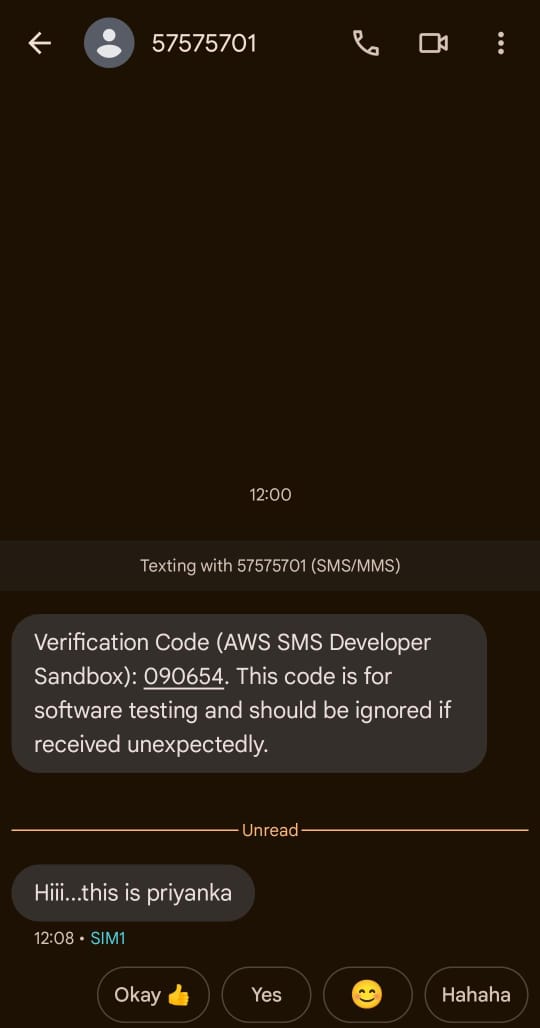 57575701
12:00
Texting with 57575701 (SMS/MMS)
Verification Code (AWS SMS Developer
Sandbox): 090654. This code is for
software testing and should be ignored if
received unexpectedly.
Unread
Hiii...this is priyanka
12:08 • SIM1
Okay 👍 Yes 😊 Hahaha